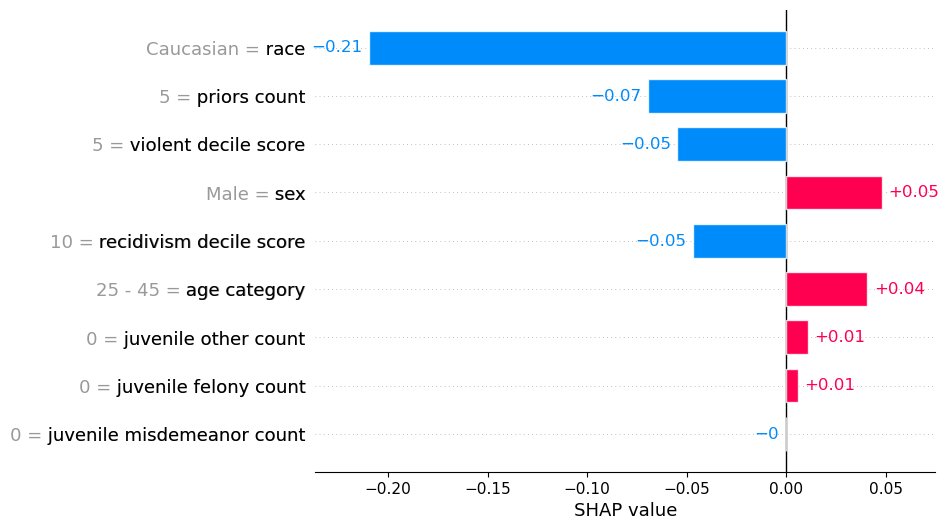 Caucasian = race −0.21
5 = priors count −0.07
5 = violent decile score −0.05
Male = sex +0.05
10 = recidivism decile score −0.05
25 - 45 = age category +0.04
0 = juvenile other count +0.01
0 = juvenile felony count +0.01
0 = juvenile misdemeanor count −0
−0.20 −0.15 −0.10 −0.05 0.00 0.05
SHAP value